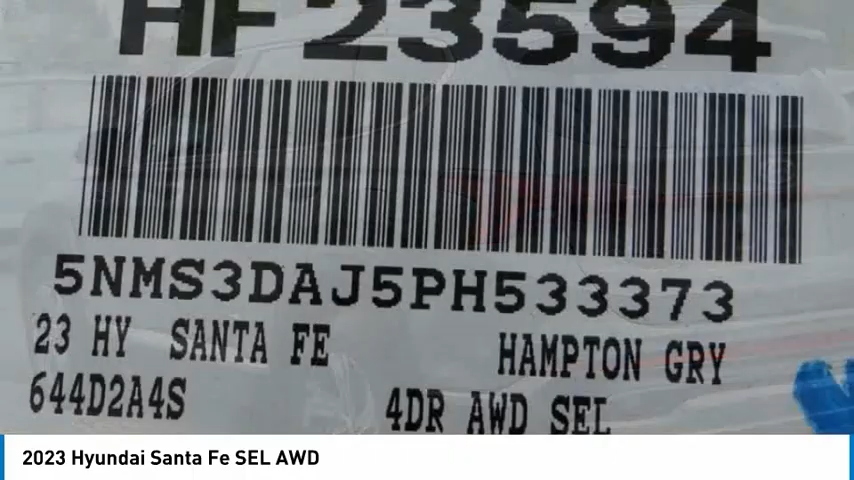 HF23594
5NMS3DAJ5PH533373
23 HY SANTA FE HAMPTON GRY
644D2A4S 4DR AWD SEL
2023 Hyundai Santa Fe SEL AWD